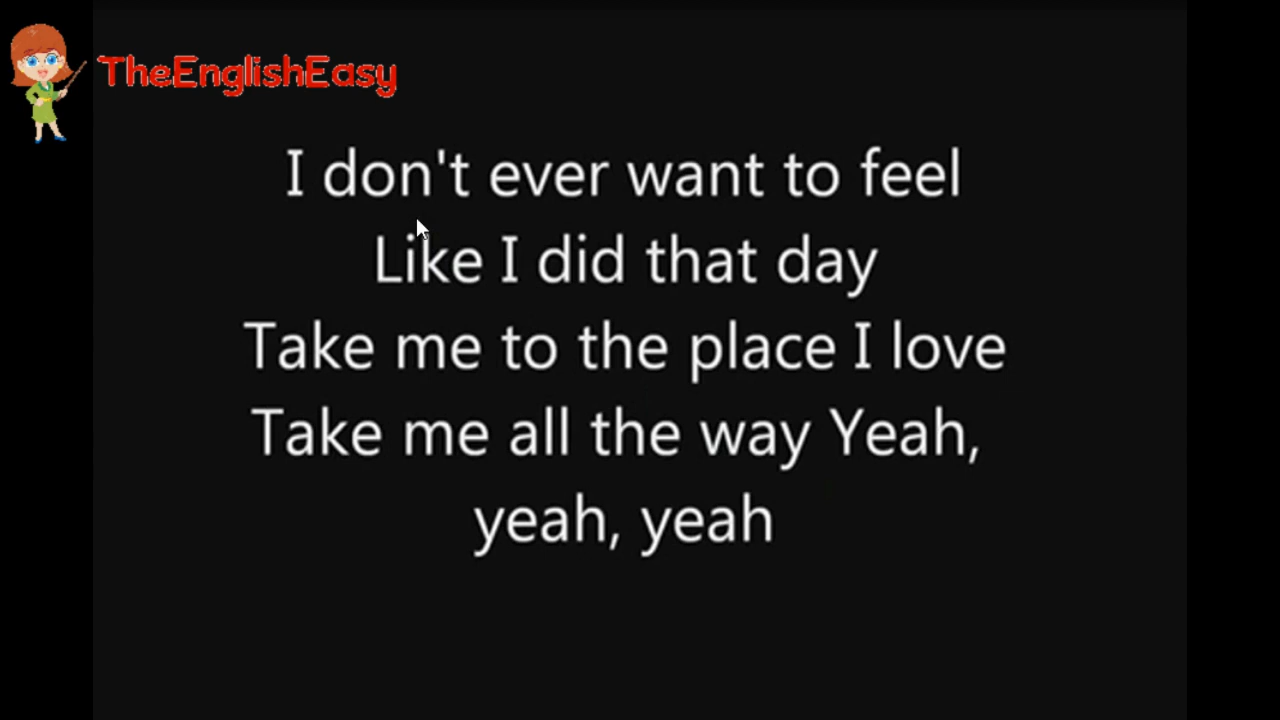 TheEnglishEasy
I don't ever want to feel
Like I did that day
Take me to the place I love
Take me all the way Yeah,
yeah, yeah